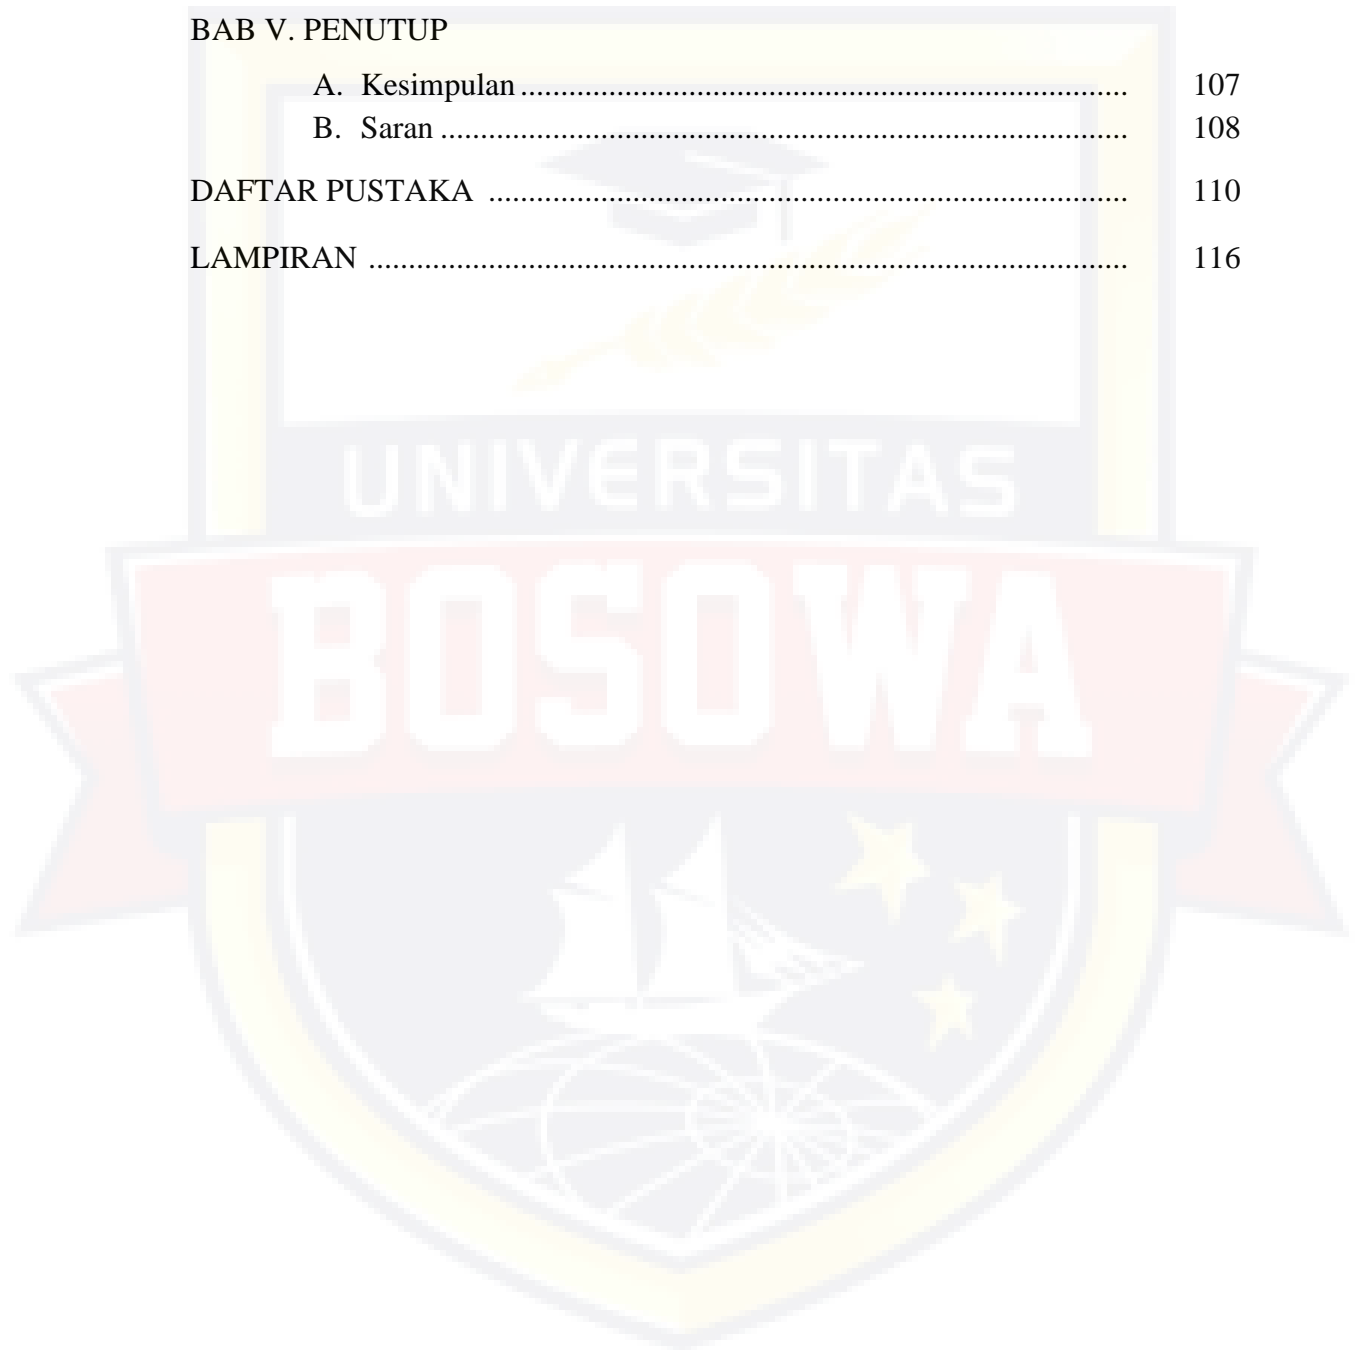 BAB V. PENUTUP
A. Kesimpulan ............................................................................ 107
B. Saran ...................................................................................... 108
DAFTAR PUSTAKA ................................................................................ 110
LAMPIRAN ............................................................................................... 116
UNIVERSITAS
BOSOWA